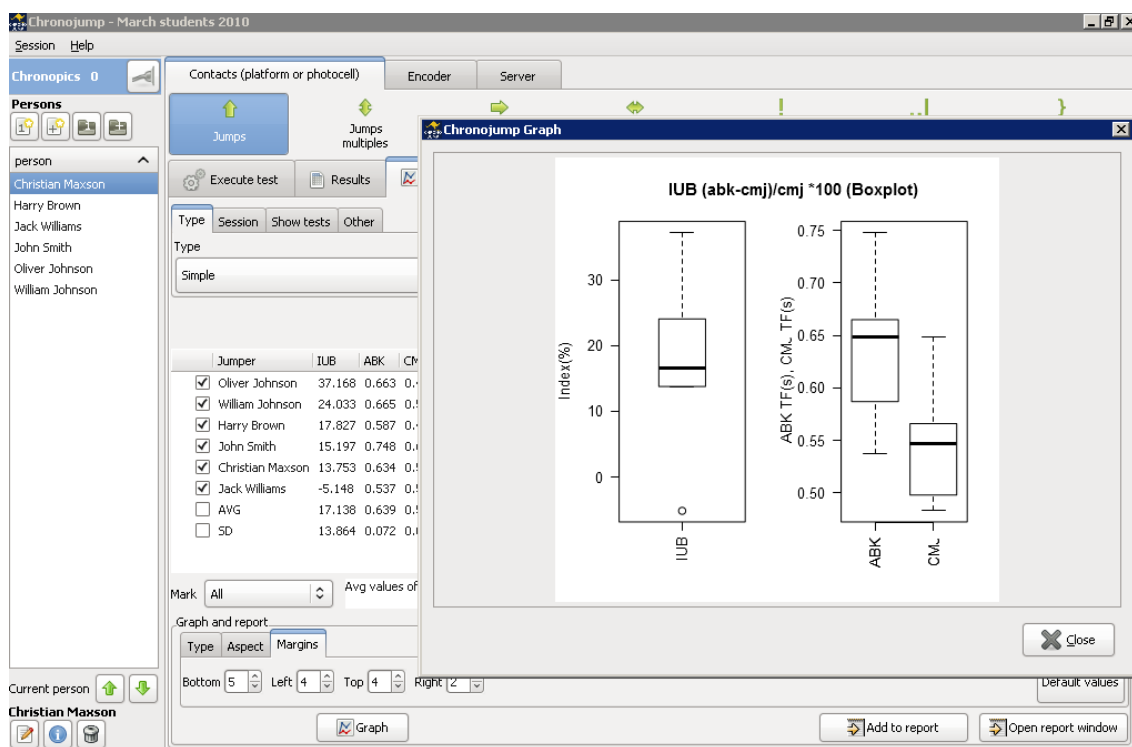 Chronojump - March students 2010
Session Help
Chronopics 0
Contacts (platform or photocell) Encoder Server
Persons
Jumps
Jumps
multiples
person
Christian Maxson
Harry Brown
Jack Williams
John Smith
Oliver Johnson
William Johnson
Execute test Results
Type Session Show tests Other
Type
Simple
Jumper IUB ABK
Oliver Johnson 37.168 0.663
William Johnson 24.033 0.665
Harry Brown 17.827 0.587
John Smith 15.197 0.748
Christian Maxson 13.753 0.634
Jack Williams -5.148 0.537
AVG 17.138 0.639
SD 13.864 0.072
Mark All Avg values of
Graph and report
Type Aspect Margins
Bottom 5 Left 4 Top 4 Right 2
Default values
Graph
Add to report
Open report window
Current person
Christian Maxson
Chronojump Graph
IUB (abk-cmj)/cmj *100 (Boxplot)
Index(%)
30
20
10
0
IUB
ABK TF(s), CMJ TF(s)
0.75
0.70
0.65
0.60
0.55
0.50
ABK
CMJ
Close